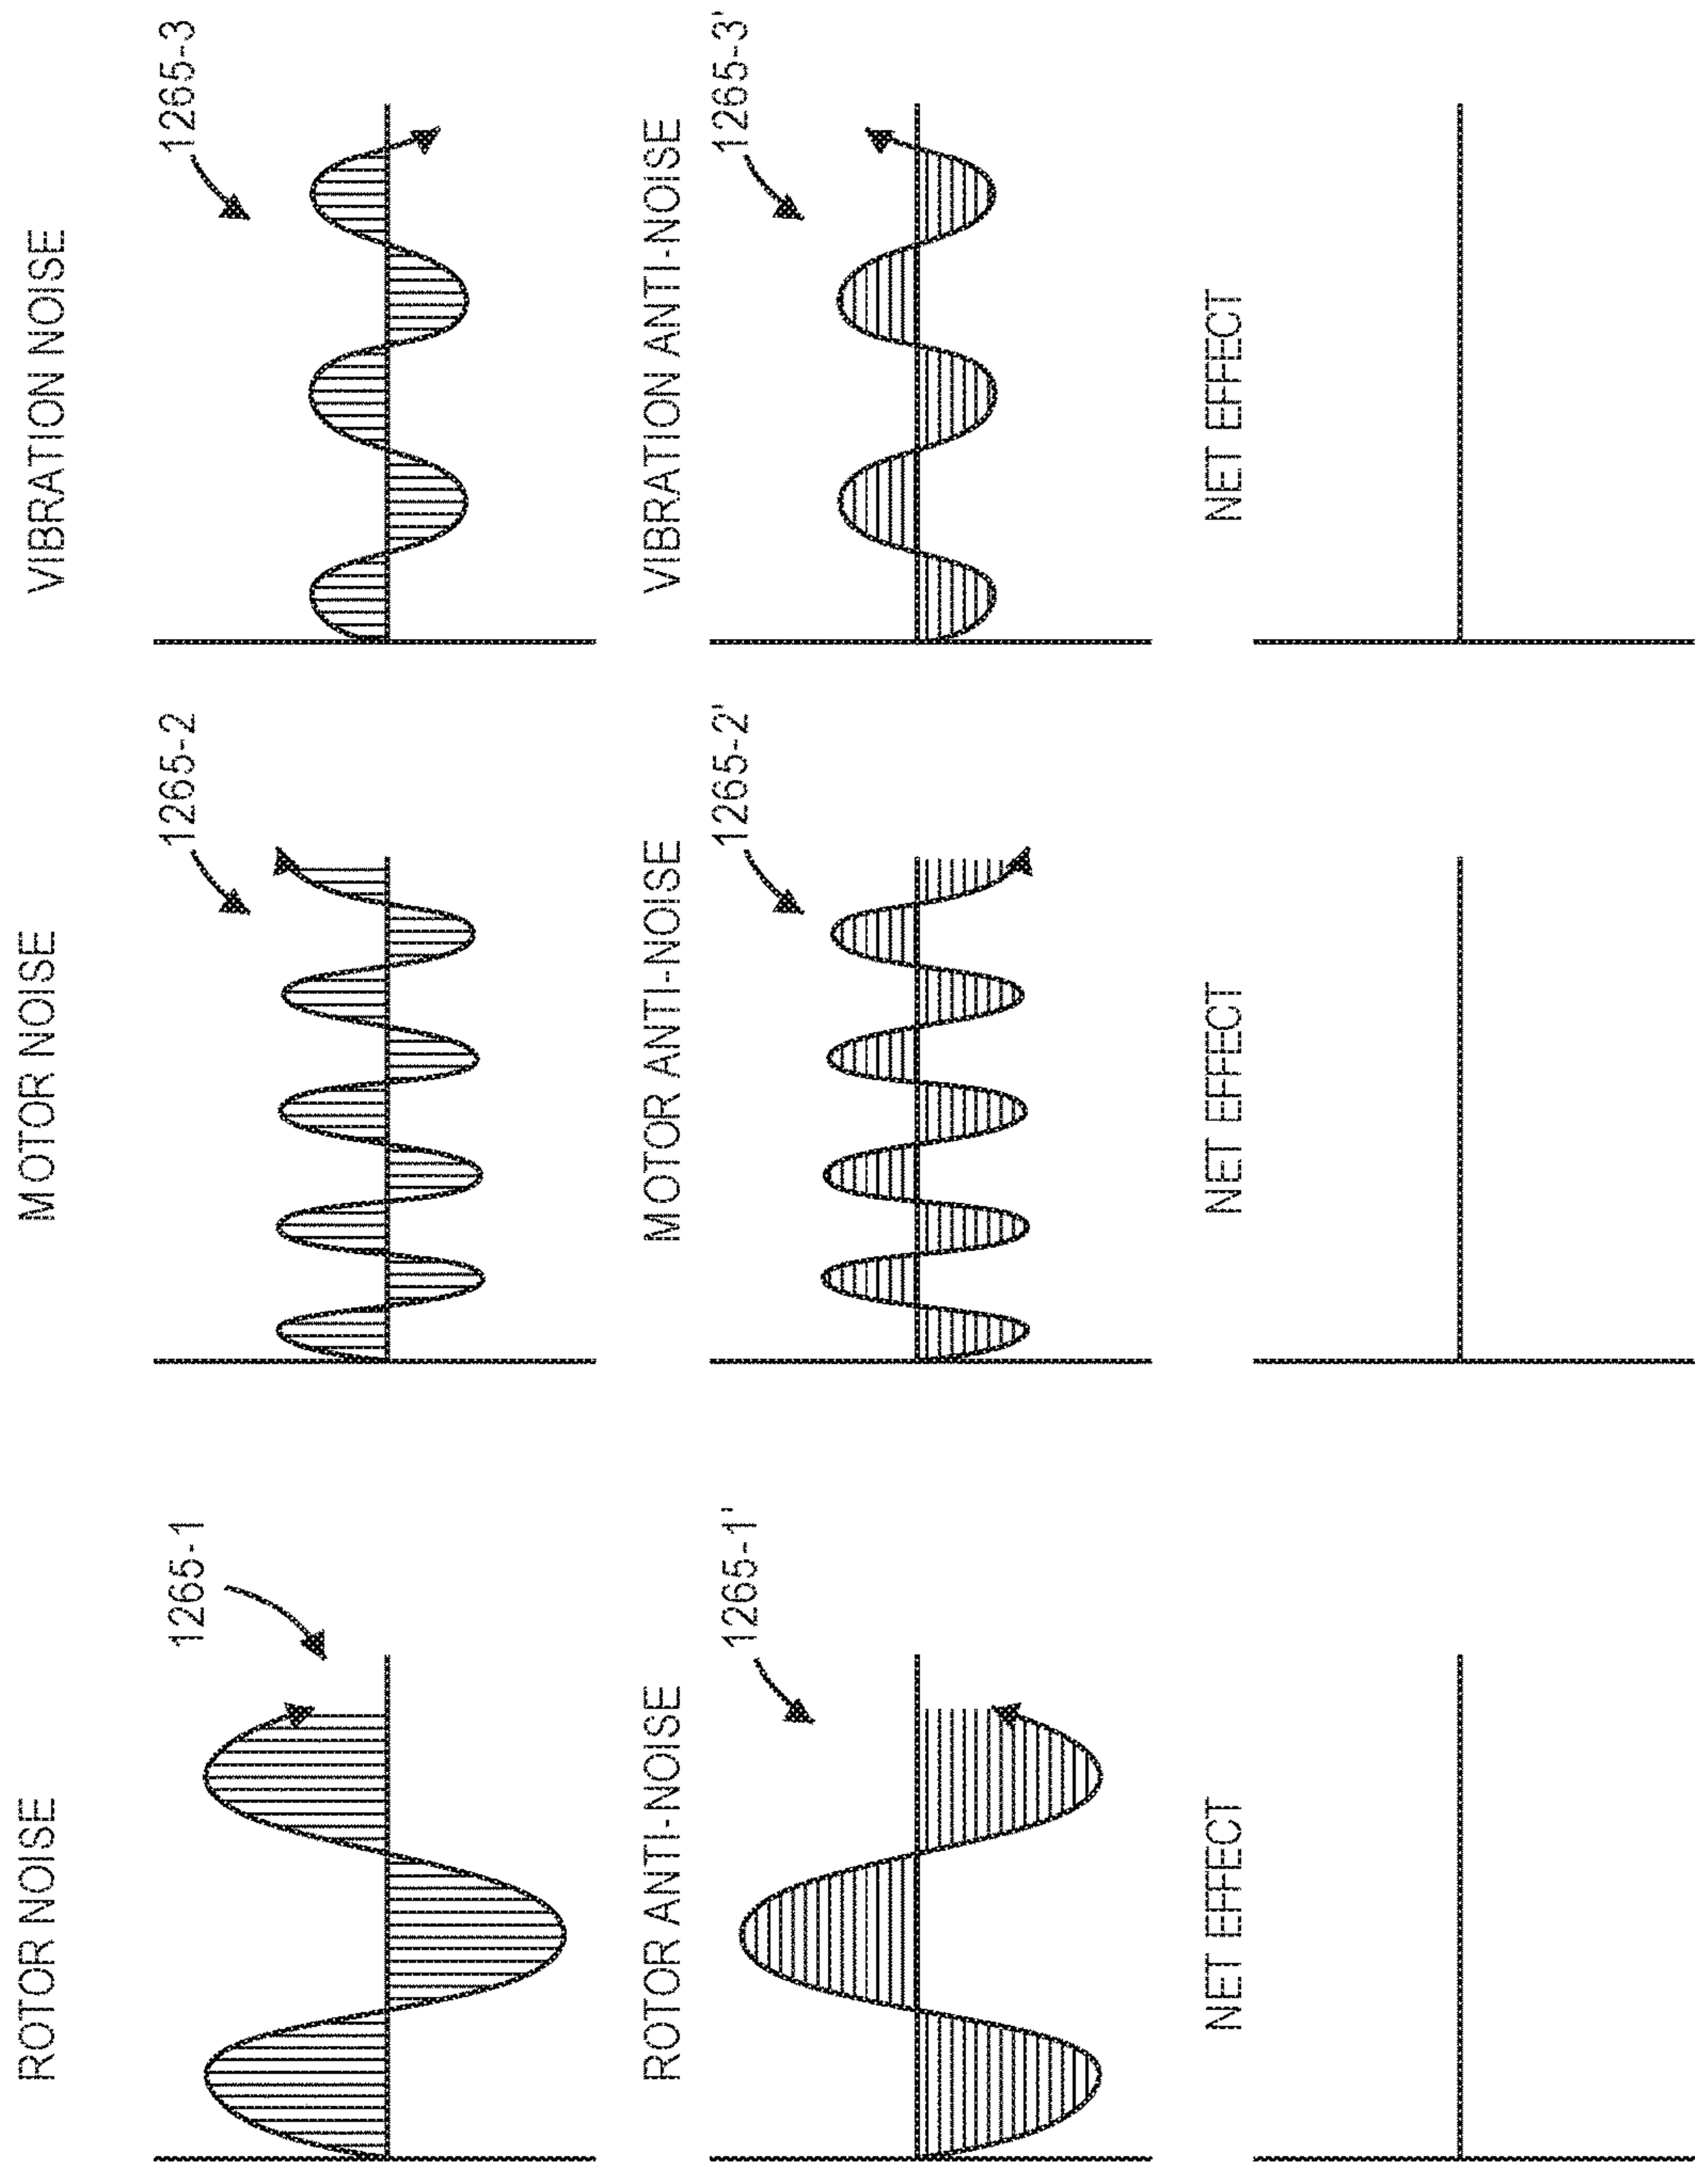 ROTOR NOISE
1265-1
MOTOR NOISE
1265-2
VIBRATION NOISE
1265-3
ROTOR ANTI-NOISE
1265-1'
MOTOR ANTI-NOISE
1265-2'
VIBRATION ANTI-NOISE
1265-3'
NET EFFECT
NET EFFECT
NET EFFECT